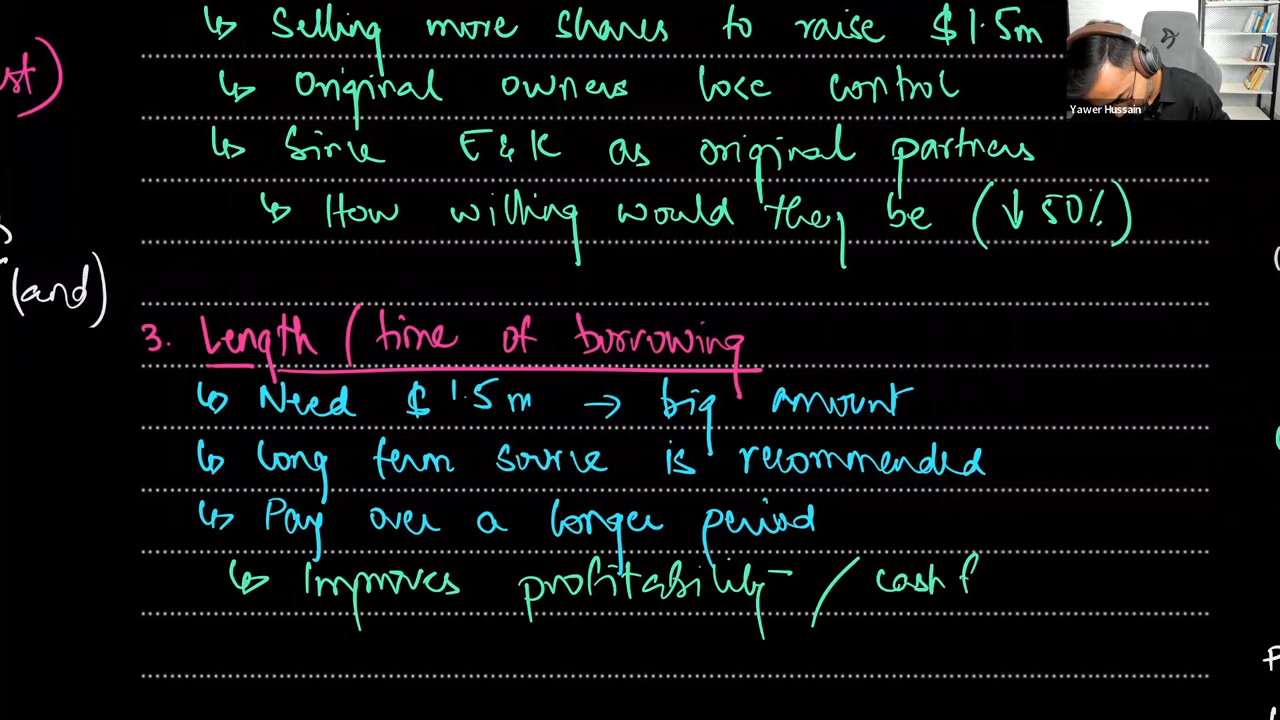 ↳ Selling more shares to raise $1.5m
Yawer Hussain
st)
↳ Original owners lose control
↳ Since E&K as original partners
↳ How willing would they be (↓50%)
(and)
3. Length / time of borrowing
↳ Need $1.5m → big amount
↳ Long term source is recommended
↳ Pay over a longer period
↳ Improves profitability / cash f